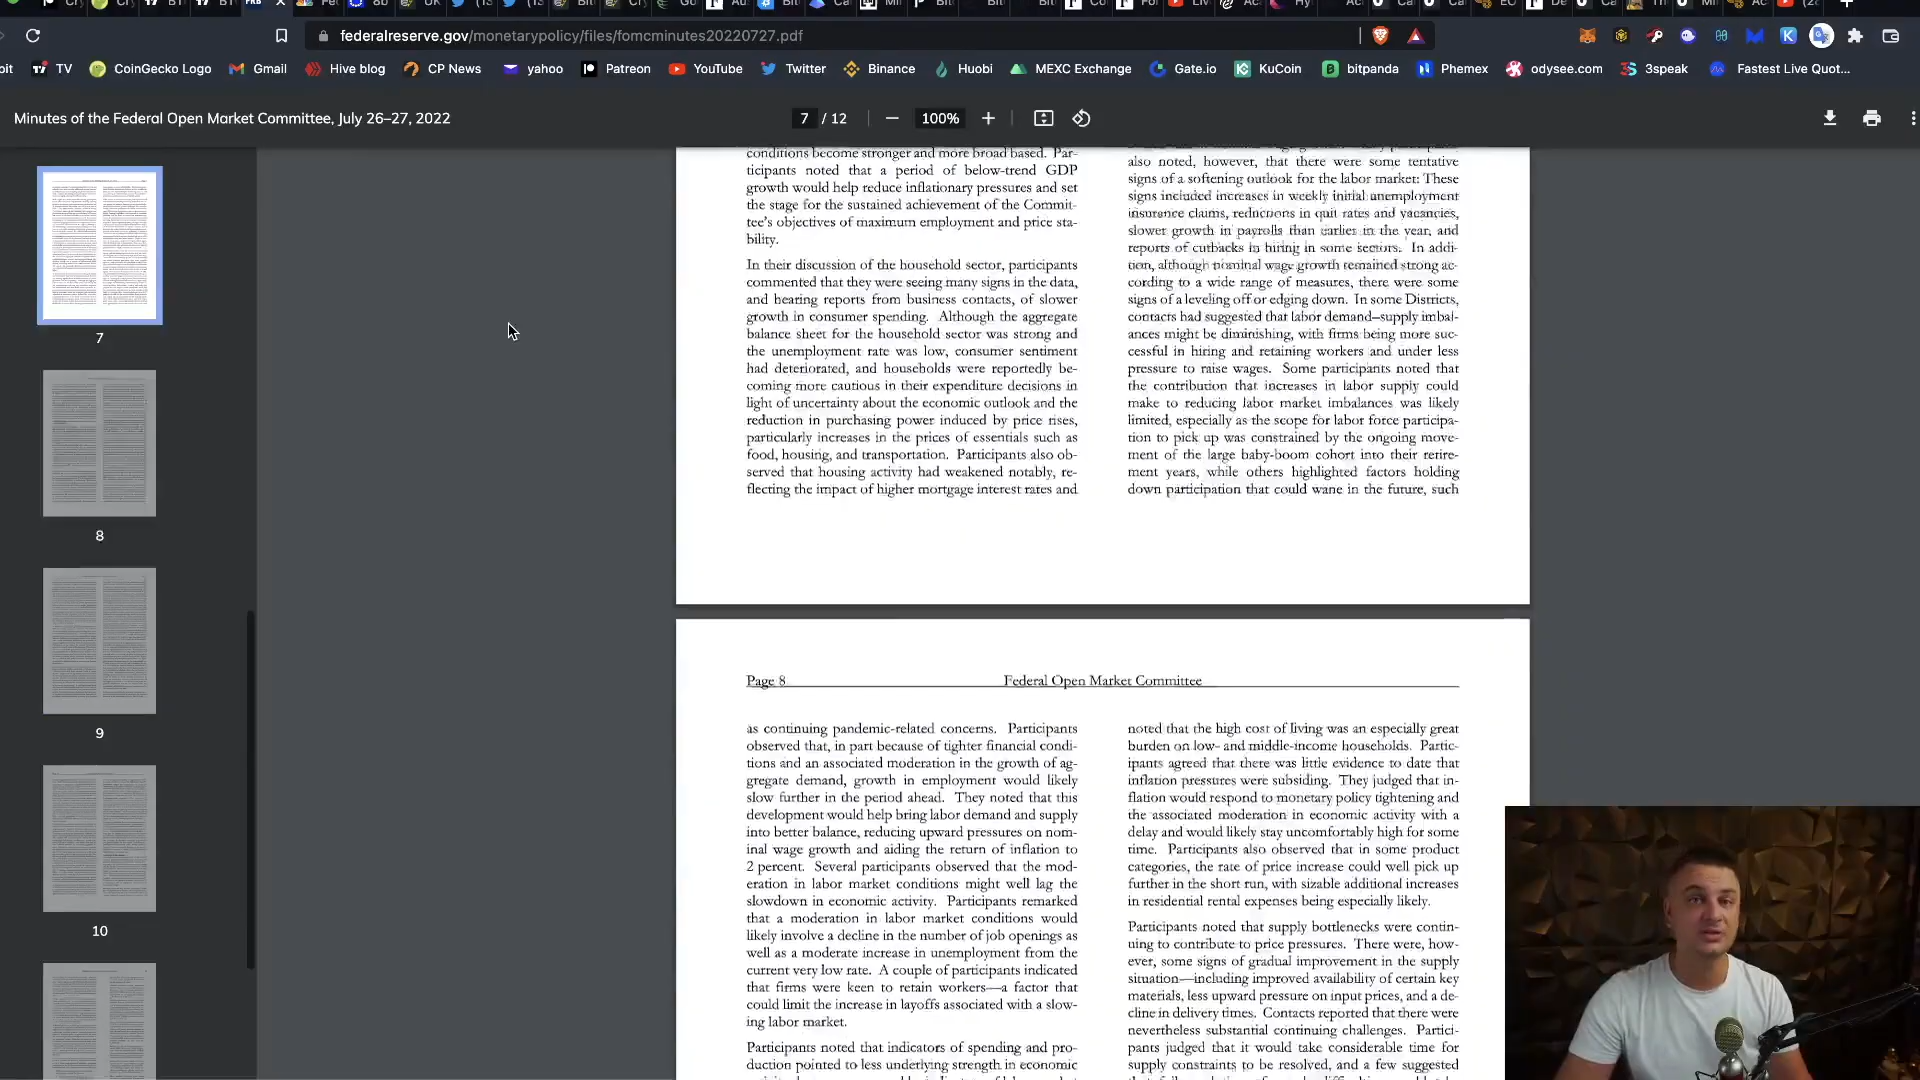 federalreserve.gov/monetarypolicy/files/fomcminutes20220727.pdf
TV
CoinGecko Logo
Gmail
Hive blog
CP News
yahoo
Patreon
YouTube
Twitter
Binance
Huobi
MEXC Exchange
Gate.io
KuCoin
bitpanda
Phemex
odysee.com
3speak
Fastest Live Quot...
Minutes of the Federal Open Market Committee, July 26–27, 2022
7 / 12
100%
7
8
9
10
conditions become stronger and more broad based. Par-
ticipants noted that a period of below-trend GDP
growth would help reduce inflationary pressures and set
the stage for the sustained achievement of the Commit-
tee's objectives of maximum employment and price sta-
bility.
In their discussion of the household sector, participants
commented that they were seeing many signs in the data,
and hearing reports from business contacts, of slower
growth in consumer spending. Although the aggregate
balance sheet for the household sector was strong and
the unemployment rate was low, consumer sentiment
had deteriorated, and households were reportedly be-
coming more cautious in their expenditure decisions in
light of uncertainty about the economic outlook and the
reduction in purchasing power induced by price rises,
particularly increases in the prices of essentials such as
food, housing, and transportation. Participants also ob-
served that housing activity had weakened notably, re-
flecting the impact of higher mortgage interest rates and
also noted, however, that there were some tentative
signs of a softening outlook for the labor market: These
signs included increases in weekly initial unemployment
insurance claims, reductions in quit rates and vacancies,
slower growth in payrolls than earlier in the year, and
reports of cutbacks in hiring in some sectors. In addi-
tion, although nominal wage growth remained strong ac-
cording to a wide range of measures, there were some
signs of a leveling off or edging down. In some Districts,
contacts had suggested that labor demand–supply imbal-
ances might be diminishing, with firms being more suc-
cessful in hiring and retaining workers and under less
pressure to raise wages. Some participants noted that
the contribution that increases in labor supply could
make to reducing labor market imbalances was likely
limited, especially as the scope for labor force participa-
tion to pick up was constrained by the ongoing move-
ment of the large baby-boom cohort into their retire-
ment years, while others highlighted factors holding
down participation that could wane in the future, such
Page 8
Federal Open Market Committee
as continuing pandemic-related concerns. Participants
observed that, in part because of tighter financial condi-
tions and an associated moderation in the growth of ag-
gregate demand, growth in employment would likely
slow further in the period ahead. They noted that this
development would help bring labor demand and supply
into better balance, reducing upward pressures on nom-
inal wage growth and aiding the return of inflation to
2 percent. Several participants observed that the mod-
eration in labor market conditions might well lag the
slowdown in economic activity. Participants remarked
that a moderation in labor market conditions would
likely involve a decline in the number of job openings as
well as a moderate increase in unemployment from the
current very low rate. A couple of participants indicated
that firms were keen to retain workers—a factor that
could limit the increase in layoffs associated with a slow-
ing labor market.
Participants noted that indicators of spending and pro-
duction pointed to less underlying strength in economic
noted that the high cost of living was an especially great
burden on low- and middle-income households. Partic-
ipants agreed that there was little evidence to date that
inflation pressures were subsiding. They judged that in-
flation would respond to monetary policy tightening and
the associated moderation in economic activity with a
delay and would likely stay uncomfortably high for some
time. Participants also observed that in some product
categories, the rate of price increase could well pick up
further in the short run, with sizable additional increases
in residential rental expenses being especially likely.
Participants noted that supply bottlenecks were contin-
uing to contribute to price pressures. There were, how-
ever, some signs of gradual improvement in the supply
situation—including improved availability of certain key
materials, less upward pressure on input prices, and a de-
cline in delivery times. Contacts reported that there were
nevertheless substantial continuing challenges. Partici-
pants judged that it would take considerable time for
supply constraints to be resolved, and a few suggested